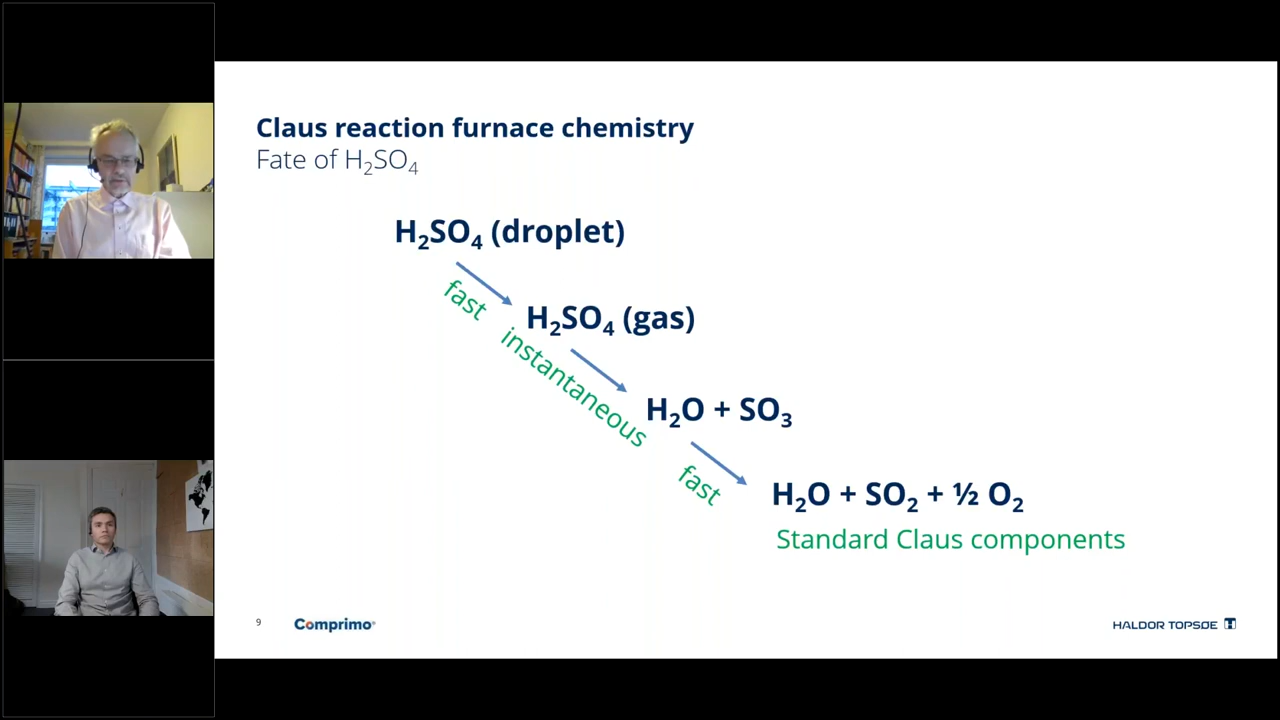 Claus reaction furnace chemistry
Fate of H₂SO₄
H₂SO₄ (droplet)
fast
H₂SO₄ (gas)
instantaneous
H₂O + SO₃
fast
H₂O + SO₂ + ½ O₂
Standard Claus components
9
Comprimo®
HALDOR TOPSØE